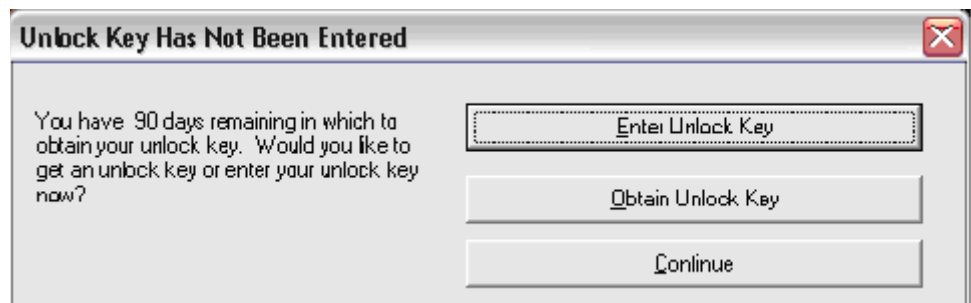 Unlock Key Has Not Been Entered
You have 90 days remaining in which to
obtain your unlock key. Would you like to
get an unlock key or enter your unlock key
now?
Enter Unlock Key
Obtain Unlock Key
Continue